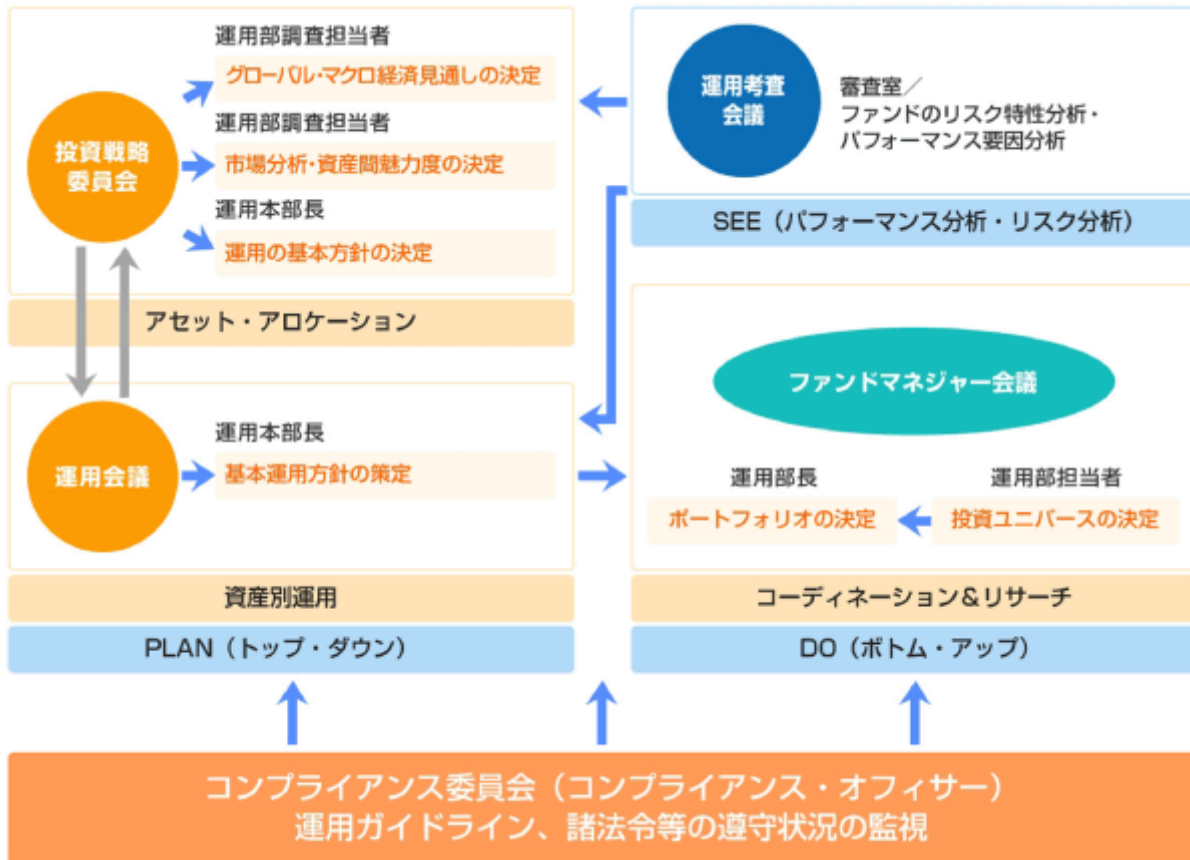 運用部調査担当者
グローバル・マクロ経済見通しの決定
投資戦略
委員会
運用部調査担当者
市場分析・資産間魅力度の決定
運用本部長
運用の基本方針の決定
アセット・アロケーション
運用会議
運用本部長
基本運用方針の策定
資産別運用
PLAN（トップ・ダウン）
運用考査
会議
審査室／
ファンドのリスク特性分析・
パフォーマンス要因分析
SEE（パフォーマンス分析・リスク分析）
ファンドマネジャー会議
運用部長
ポートフォリオの決定
運用部担当者
投資ユニバースの決定
コーディネーション＆リサーチ
DO（ボトム・アップ）
コンプライアンス委員会（コンプライアンス・オフィサー）
運用ガイドライン、諸法令等の遵守状況の監視